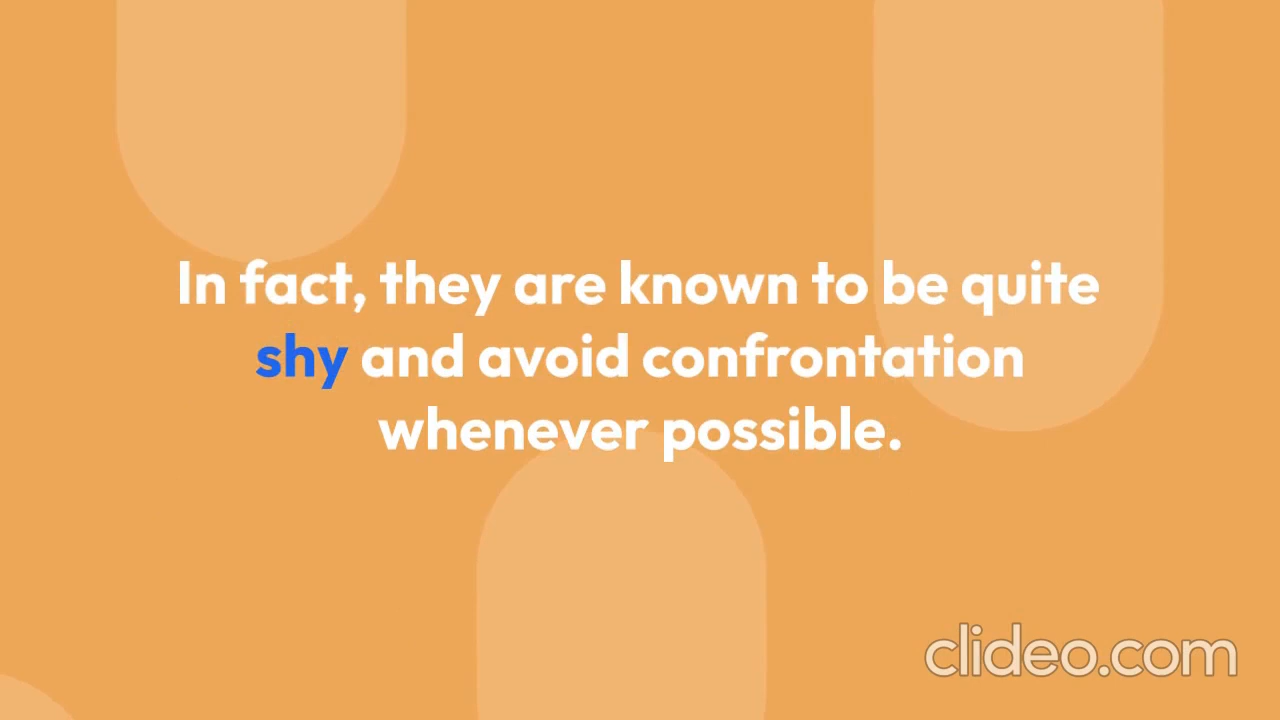 In fact, they are known to be quite
shy and avoid confrontation
whenever possible.
clideo.com